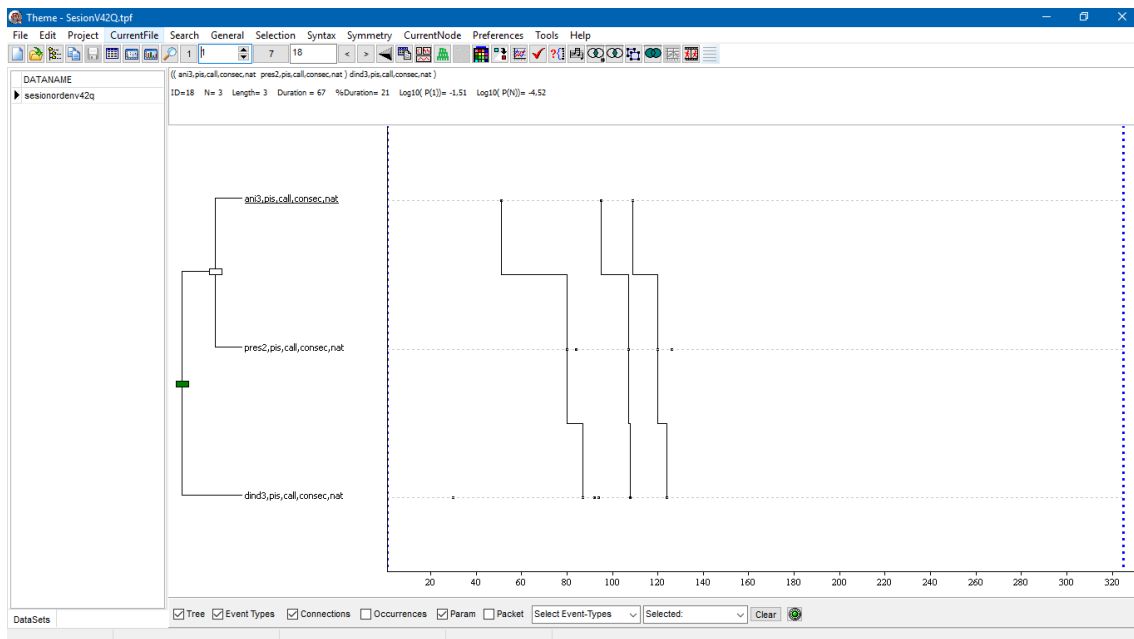 Theme - SesionV42Q.tpf
File Edit Project CurrentFile Search General Selection Syntax Symmetry CurrentNode Preferences Tools Help
1 1 7 18 < >
DATANAME
sesionordenv42q
(( ani3,pis,call,consec,nat pres2,pis,call,consec,nat ) dind3,pis,call,consec,nat )
ID=18 N= 3 Length= 3 Duration = 67 %Duration= 21 Log10( P(1))= -1,51 Log10( P(N))= -4,52
ani3,pis,call,consec,nat
pres2,pis,call,consec,nat
dind3,pis,call,consec,nat
20 40 60 80 100 120 140 160 180 200 220 240 260 280 300 320
Tree Event Types Connections Occurrences Param Packet Select Event-Types Selected: Clear
DataSets